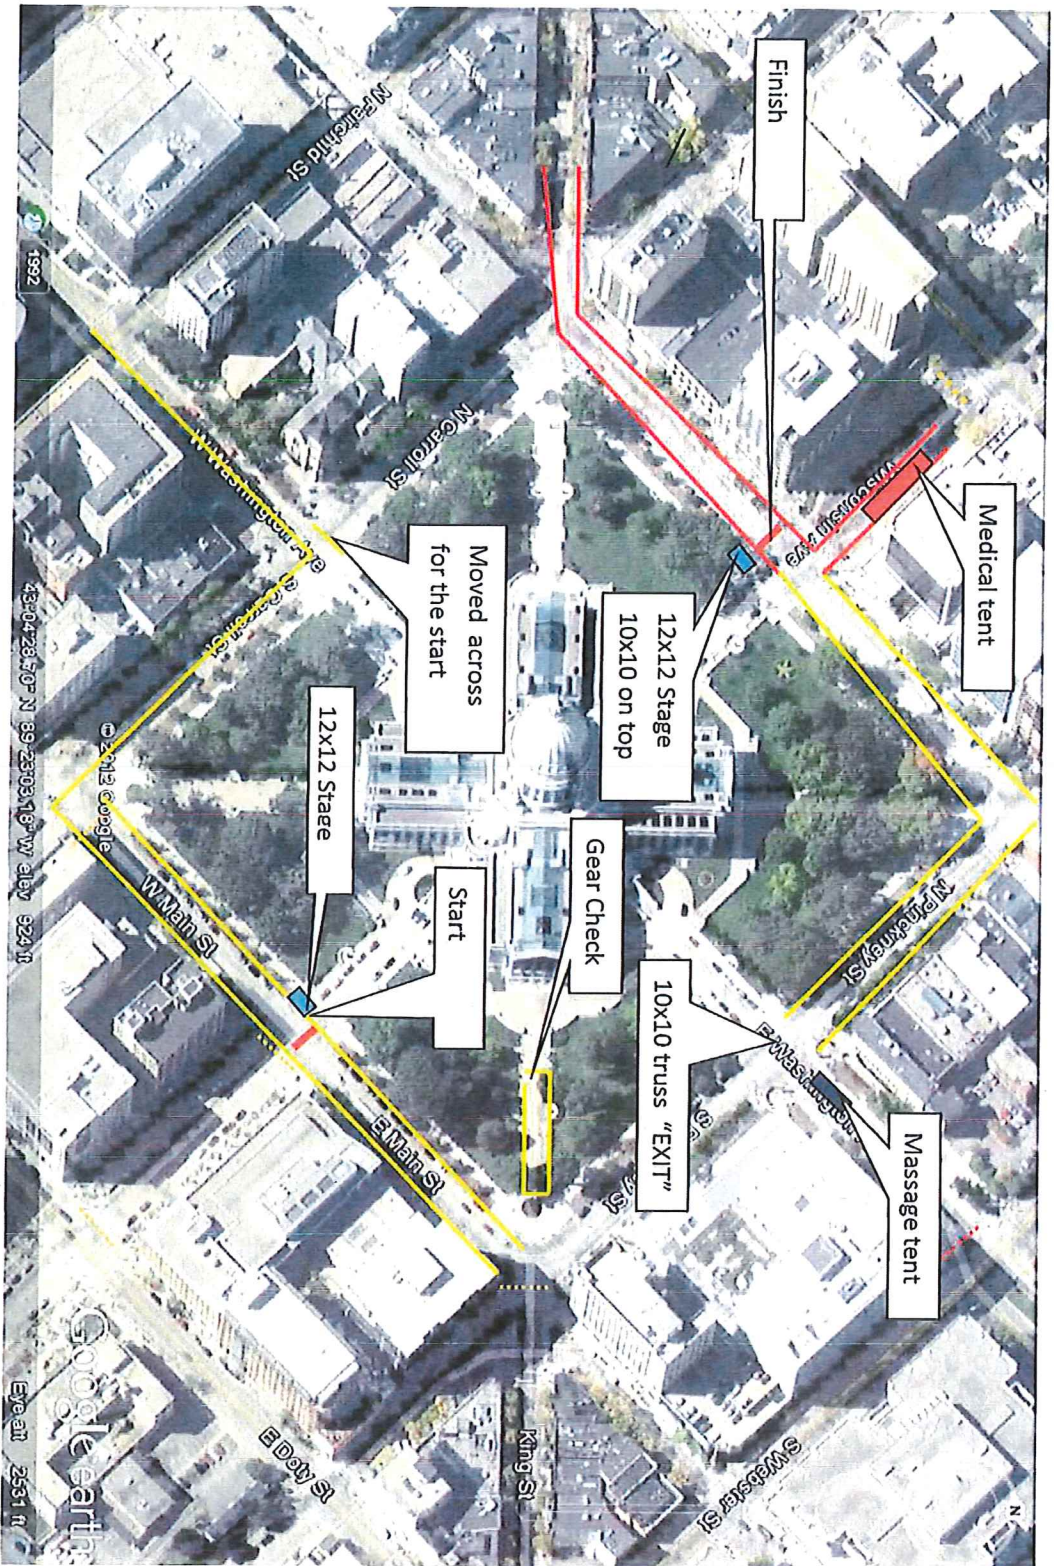 Finish
Medical tent
12x12 Stage
10x10 on top
Moved across
for the start
12x12 Stage
Start
Gear Check
10x10 truss "EXIT"
Massage tent
N Fairchild St
N Carroll St
Wisconsin Ave
W Washington Ave
S Carroll St
W Main St
E Main St
N Pinckney St
E Washington
King St
E Doty St
S Webster St
N
1992
© 2012 Google
43°04'28.70" N 89°23'03.18" W elev 924 ft
Eye alt 2531 ft
Google earth